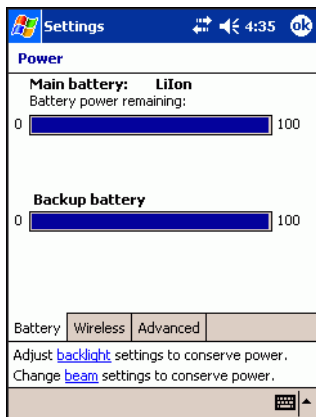 Settings 4:35 ok
Power
Main battery: LiIon
Battery power remaining:
0 100
Backup battery
0 100
Battery Wireless Advanced
Adjust backlight settings to conserve power.
Change beam settings to conserve power.